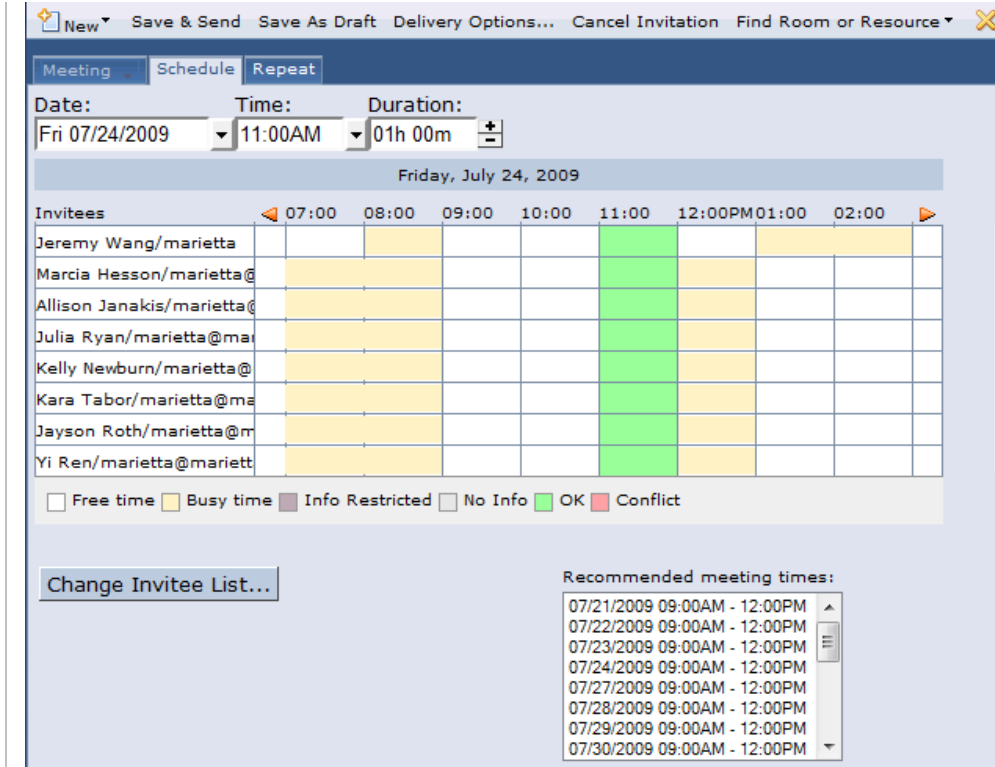 New Save & Send Save As Draft Delivery Options... Cancel Invitation Find Room or Resource
Meeting Schedule Repeat
Date: Time: Duration:
Fri 07/24/2009 11:00AM 01h 00m
Friday, July 24, 2009
Invitees 07:00 08:00 09:00 10:00 11:00 12:00PM 01:00 02:00
Jeremy Wang/marietta
Marcia Hesson/marietta@
Allison Janakis/marietta@
Julia Ryan/marietta@mar
Kelly Newburn/marietta@
Kara Tabor/marietta@ma
Jayson Roth/marietta@m
Yi Ren/marietta@mariett
Free time Busy time Info Restricted No Info OK Conflict
Change Invitee List...
Recommended meeting times:
07/21/2009 09:00AM - 12:00PM
07/22/2009 09:00AM - 12:00PM
07/23/2009 09:00AM - 12:00PM
07/24/2009 09:00AM - 12:00PM
07/27/2009 09:00AM - 12:00PM
07/28/2009 09:00AM - 12:00PM
07/29/2009 09:00AM - 12:00PM
07/30/2009 09:00AM - 12:00PM